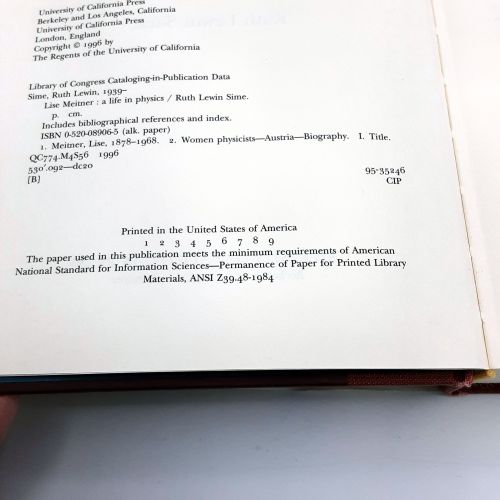 University of California Press
Berkeley and Los Angeles, California
University of California Press
London, England
Copyright © 1996 by
The Regents of the University of California
Library of Congress Cataloging-in-Publication Data
Sime, Ruth Lewin, 1939–
Lise Meitner : a life in physics / Ruth Lewin Sime.
p. cm.
Includes bibliographical references and index.
ISBN 0-520-08906-5 (alk. paper)
1. Meitner, Lise, 1878–1968. 2. Women physicists—Austria—Biography. I. Title.
QC774.M4S56 1996
530'.092—dc20
[B]
95-35246
CIP
Printed in the United States of America
1 2 3 4 5 6 7 8 9
The paper used in this publication meets the minimum requirements of American
National Standard for Information Sciences—Permanence of Paper for Printed Library
Materials, ANSI Z39.48-1984